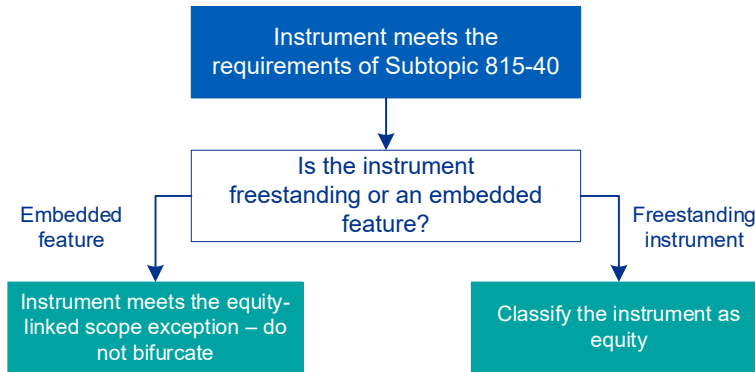 Instrument meets the
requirements of Subtopic 815-40
Is the instrument
freestanding or an embedded
feature?
Embedded
feature
Freestanding
instrument
Instrument meets the equity-
linked scope exception – do
not bifurcate
Classify the instrument as
equity